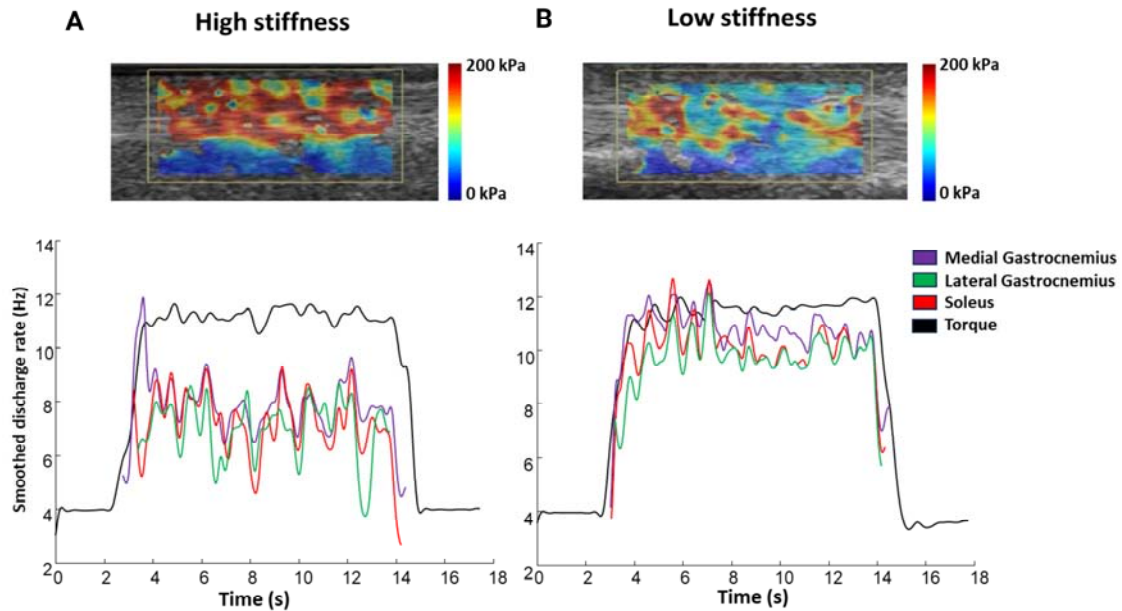 A
High stiffness
B
Low stiffness
200 kPa
0 kPa
200 kPa
0 kPa
Smoothed discharge rate (Hz)
14
12
10
8
6
4
2
0 2 4 6 8 10 12 14 16 18
Time (s)
14
12
10
8
6
4
2
0 2 4 6 8 10 12 14 16 18
Time (s)
Medial Gastrocnemius
Lateral Gastrocnemius
Soleus
Torque